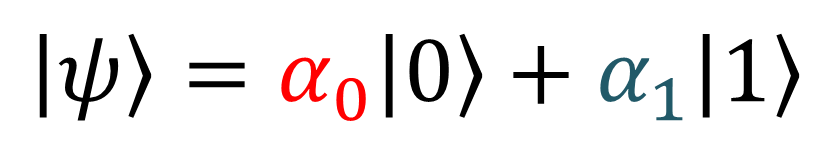 |ψ⟩ = α₀|0⟩ + α₁|1⟩